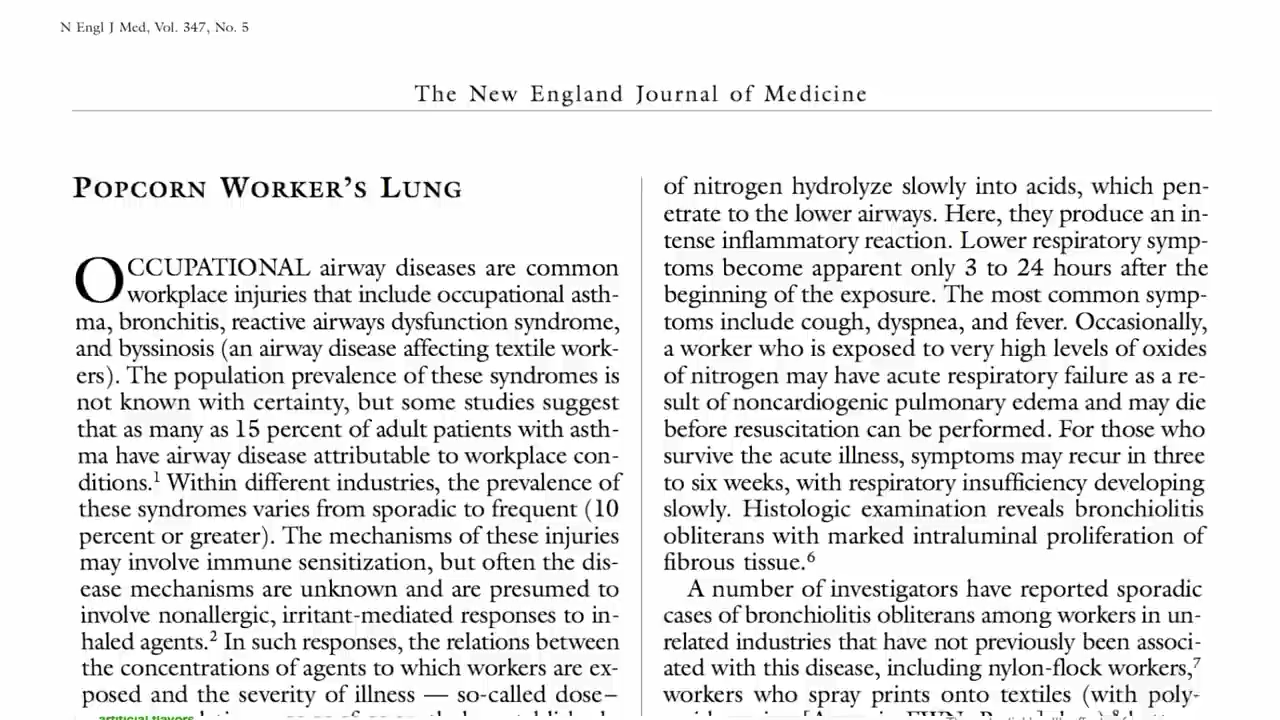 N Engl J Med, Vol. 347, No. 5
The New England Journal of Medicine
POPCORN WORKER'S LUNG
OCCUPATIONAL airway diseases are common
workplace injuries that include occupational asth-
ma, bronchitis, reactive airways dysfunction syndrome,
and byssinosis (an airway disease affecting textile work-
ers). The population prevalence of these syndromes is
not known with certainty, but some studies suggest
that as many as 15 percent of adult patients with asth-
ma have airway disease attributable to workplace con-
ditions.1 Within different industries, the prevalence of
these syndromes varies from sporadic to frequent (10
percent or greater). The mechanisms of these injuries
may involve immune sensitization, but often the dis-
ease mechanisms are unknown and are presumed to
involve nonallergic, irritant-mediated responses to in-
haled agents.2 In such responses, the relations between
the concentrations of agents to which workers are ex-
posed and the severity of illness — so-called dose–
artificial flavors
of nitrogen hydrolyze slowly into acids, which pen-
etrate to the lower airways. Here, they produce an in-
tense inflammatory reaction. Lower respiratory symp-
toms become apparent only 3 to 24 hours after the
beginning of the exposure. The most common symp-
toms include cough, dyspnea, and fever. Occasionally,
a worker who is exposed to very high levels of oxides
of nitrogen may have acute respiratory failure as a re-
sult of noncardiogenic pulmonary edema and may die
before resuscitation can be performed. For those who
survive the acute illness, symptoms may recur in three
to six weeks, with respiratory insufficiency developing
slowly. Histologic examination reveals bronchiolitis
obliterans with marked intraluminal proliferation of
fibrous tissue.6
A number of investigators have reported sporadic
cases of bronchiolitis obliterans among workers in un-
related industries that have not previously been associ-
ated with this disease, including nylon-flock workers,7
workers who spray prints onto textiles (with poly-